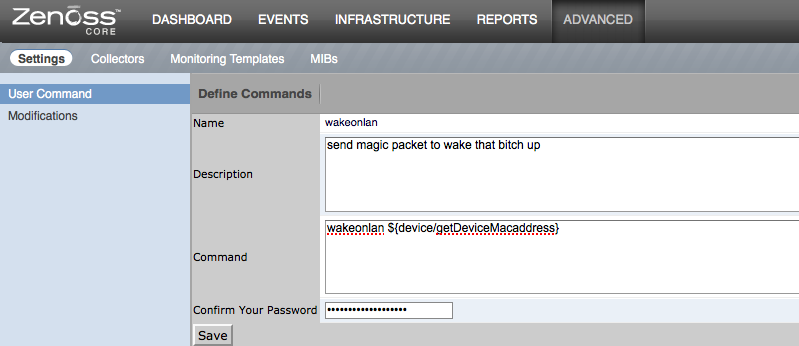 Zenoss™ DASHBOARD EVENTS INFRASTRUCTURE REPORTS ADVANCED
CORE
Settings Collectors Monitoring Templates MIBs
User Command
Modifications
Define Commands
Name wakeonlan
Description send magic packet to wake that bitch up
Command wakeonlan ${device/getDeviceMacaddress}
Confirm Your Password •••••••••••••••••••
Save